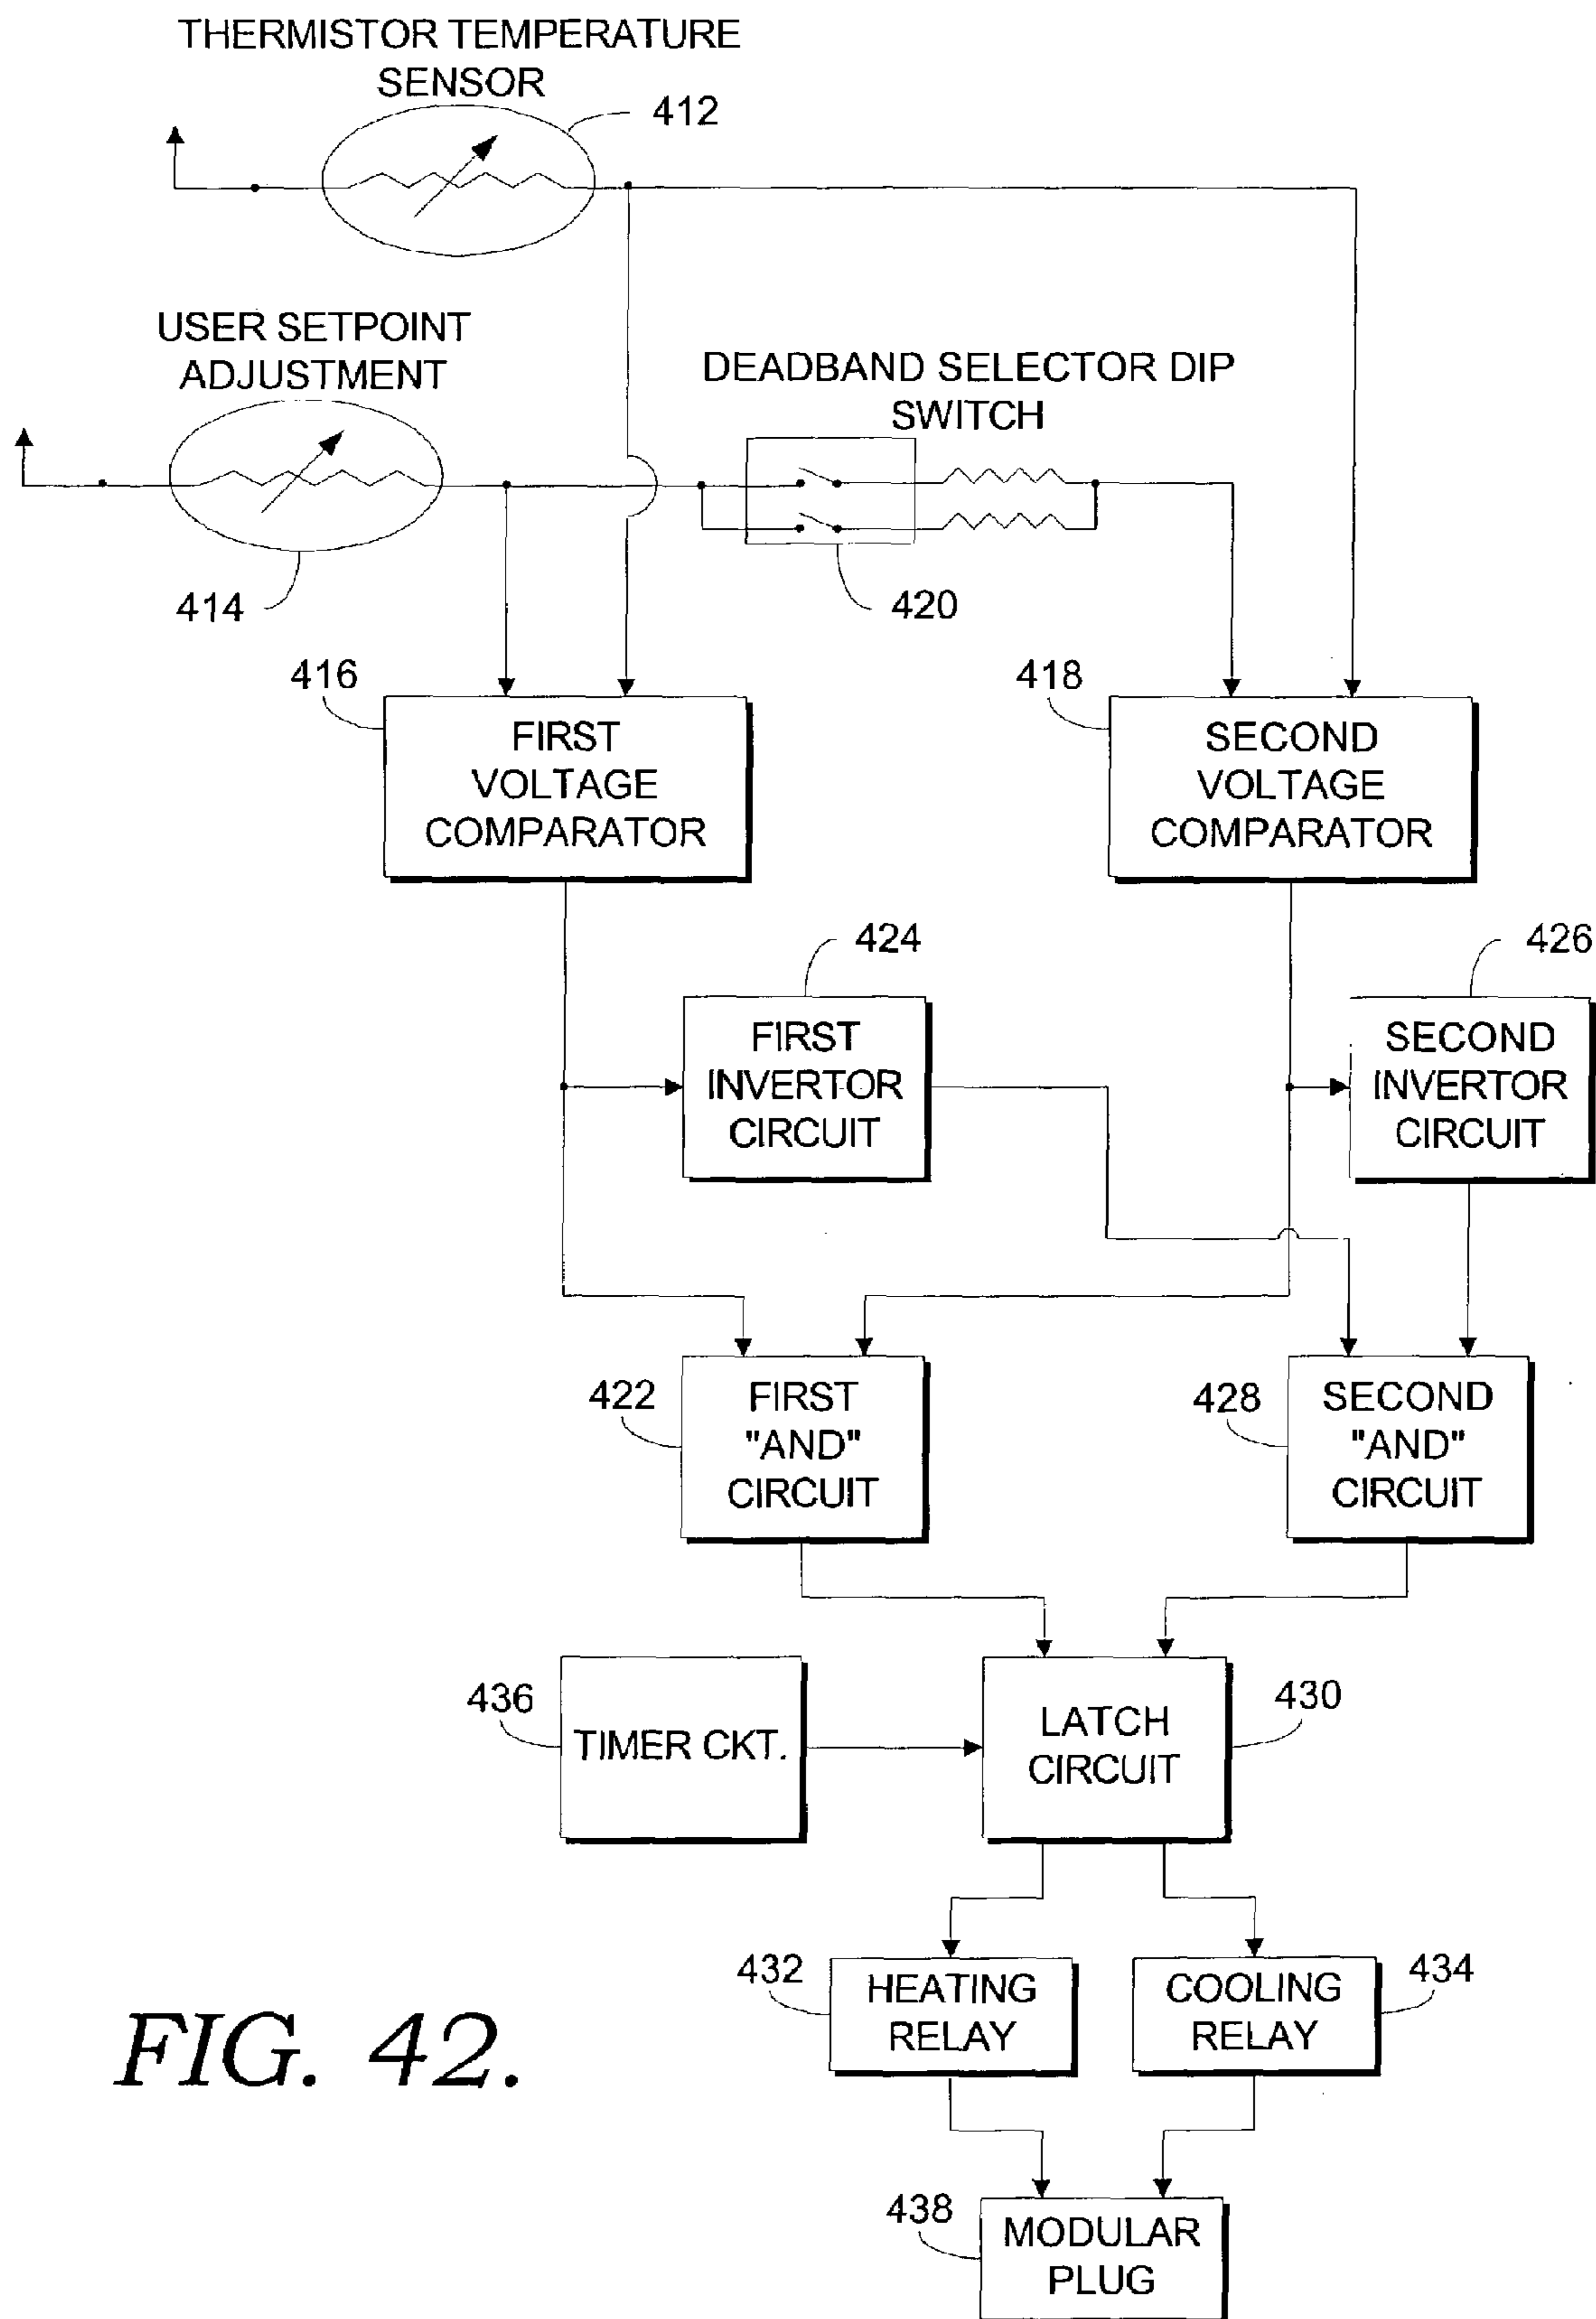 THERMISTOR TEMPERATURE
SENSOR
412
USER SETPOINT
ADJUSTMENT
DEADBAND SELECTOR DIP
SWITCH
414
420
416
418
FIRST
VOLTAGE
COMPARATOR
SECOND
VOLTAGE
COMPARATOR
424
426
FIRST
INVERTOR
CIRCUIT
SECOND
INVERTOR
CIRCUIT
422
FIRST
"AND"
CIRCUIT
428
SECOND
"AND"
CIRCUIT
436
TIMER CKT.
LATCH
CIRCUIT
430
432
HEATING
RELAY
COOLING
RELAY
434
FIG. 42.
438
MODULAR
PLUG